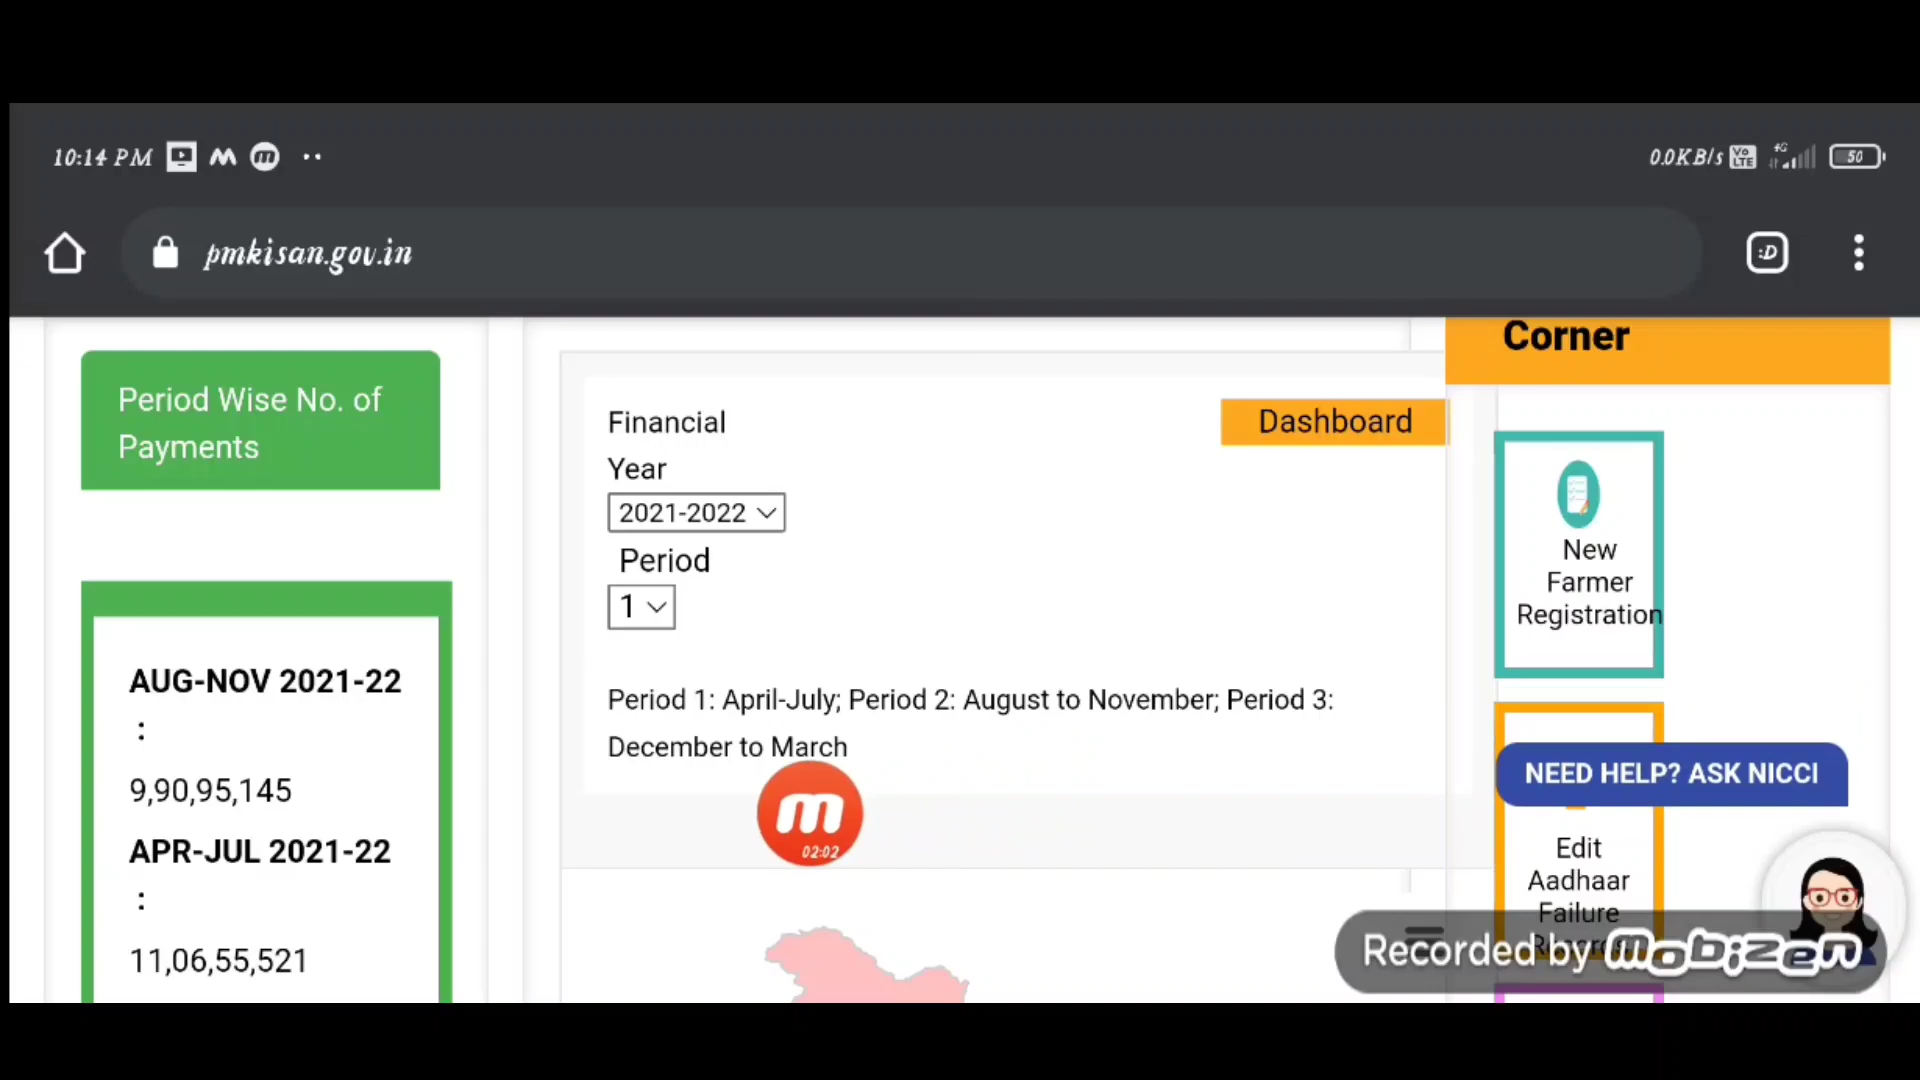 10:14 PM
0.0KB/s
Vo LTE
4G
50
pmkisan.gov.in
:D
Corner
Period Wise No. of
Payments
Financial
Year
Dashboard
2021-2022
Period
1
Period 1: April-July; Period 2: August to November; Period 3:
December to March
AUG-NOV 2021-22
:
9,90,95,145
APR-JUL 2021-22
:
11,06,55,521
m
02:02
New
Farmer
Registration
NEED HELP? ASK NICCI
Edit
Aadhaar
Failure
Recorded by mobizen